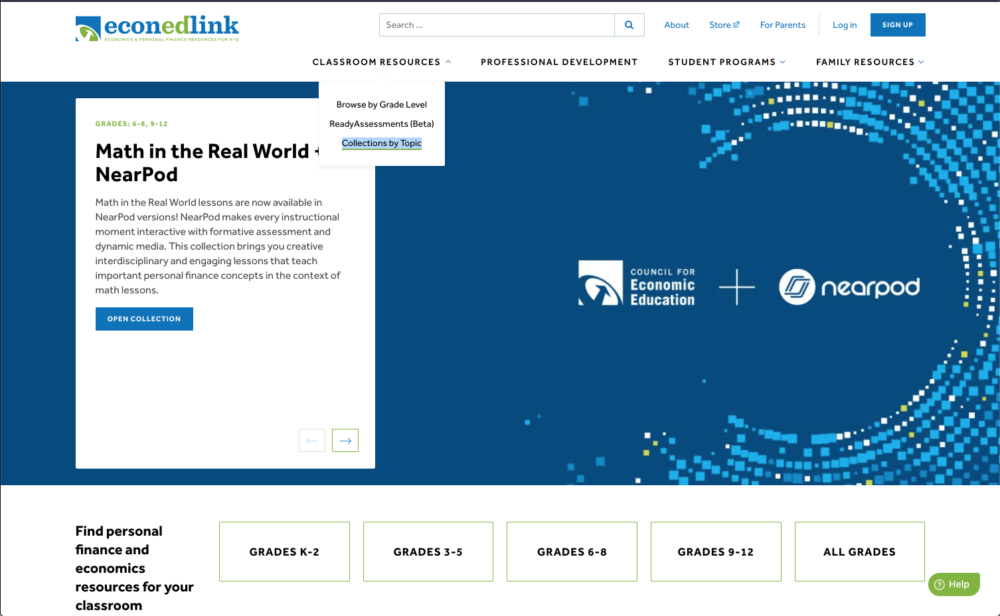 econedlink
ECONOMICS & PERSONAL FINANCE RESOURCES FOR K-12
Search ...
About
Store
For Parents
Log in
SIGN UP
CLASSROOM RESOURCES
PROFESSIONAL DEVELOPMENT
STUDENT PROGRAMS
FAMILY RESOURCES
Browse by Grade Level
ReadyAssessments (Beta)
Collections by Topic
GRADES: 6-8, 9-12
Math in the Real World +
NearPod
Math in the Real World lessons are now available in
NearPod versions! NearPod makes every instructional
moment interactive with formative assessment and
dynamic media. This collection brings you creative
interdisciplinary and engaging lessons that teach
important personal finance concepts in the context of
math lessons.
OPEN COLLECTION
COUNCIL FOR
Economic
Education
nearpod
Find personal
finance and
economics
resources for your
classroom
GRADES K-2
GRADES 3-5
GRADES 6-8
GRADES 9-12
ALL GRADES
Help